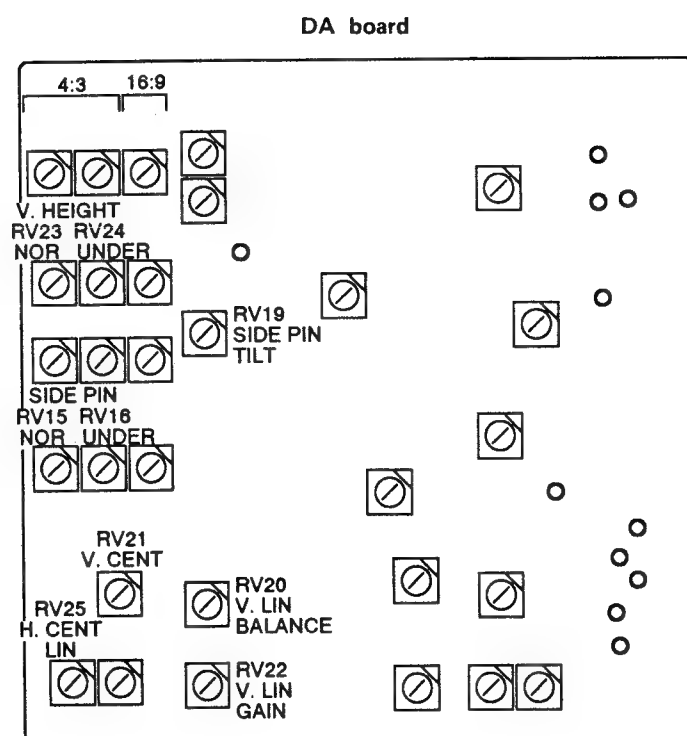 DA board
4:3 16:9
V. HEIGHT
RV23 RV24
NOR UNDER
RV19
SIDE PIN
TILT
SIDE PIN
RV15 RV16
NOR UNDER
RV21
V. CENT
RV20
V. LIN
BALANCE
RV25
H. CENT
LIN
RV22
V. LIN
GAIN